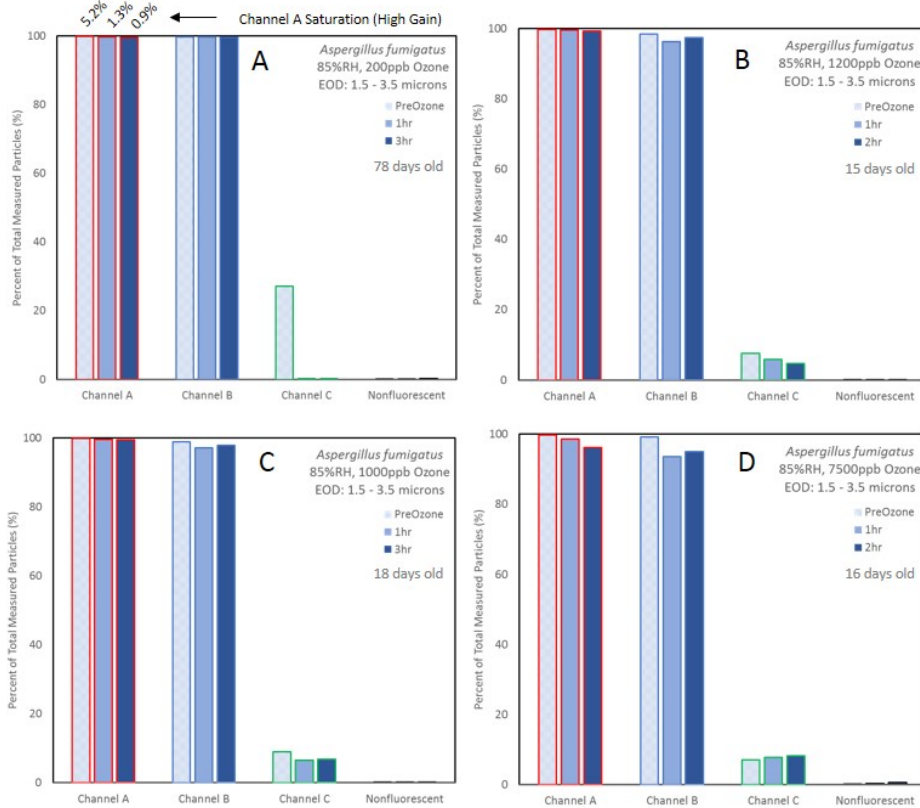 5.2% 1.3% 0.9% Channel A Saturation (High Gain)
A
Aspergillus fumigatus
85%RH, 200ppb Ozone
EOD: 1.5 - 3.5 microns
PreOzone
1hr
3hr
78 days old
Percent of Total Measured Particles (%)
100
80
60
40
20
0
Channel A Channel B Channel C Nonfluorescent
B
Aspergillus fumigatus
85%RH, 1200ppb Ozone
EOD: 1.5 - 3.5 microns
PreOzone
1hr
2hr
15 days old
Percent of Total Measured Particles (%)
100
80
60
40
20
0
Channel A Channel B Channel C Nonfluorescent
C
Aspergillus fumigatus
85%RH, 1000ppb Ozone
EOD: 1.5 - 3.5 microns
PreOzone
1hr
3hr
18 days old
Percent of Total Measured Particles (%)
100
80
60
40
20
0
Channel A Channel B Channel C Nonfluorescent
D
Aspergillus fumigatus
85%RH, 7500ppb Ozone
EOD: 1.5 - 3.5 microns
PreOzone
1hr
2hr
16 days old
Percent of Total Measured Particles (%)
100
80
60
40
20
0
Channel A Channel B Channel C Nonfluorescent